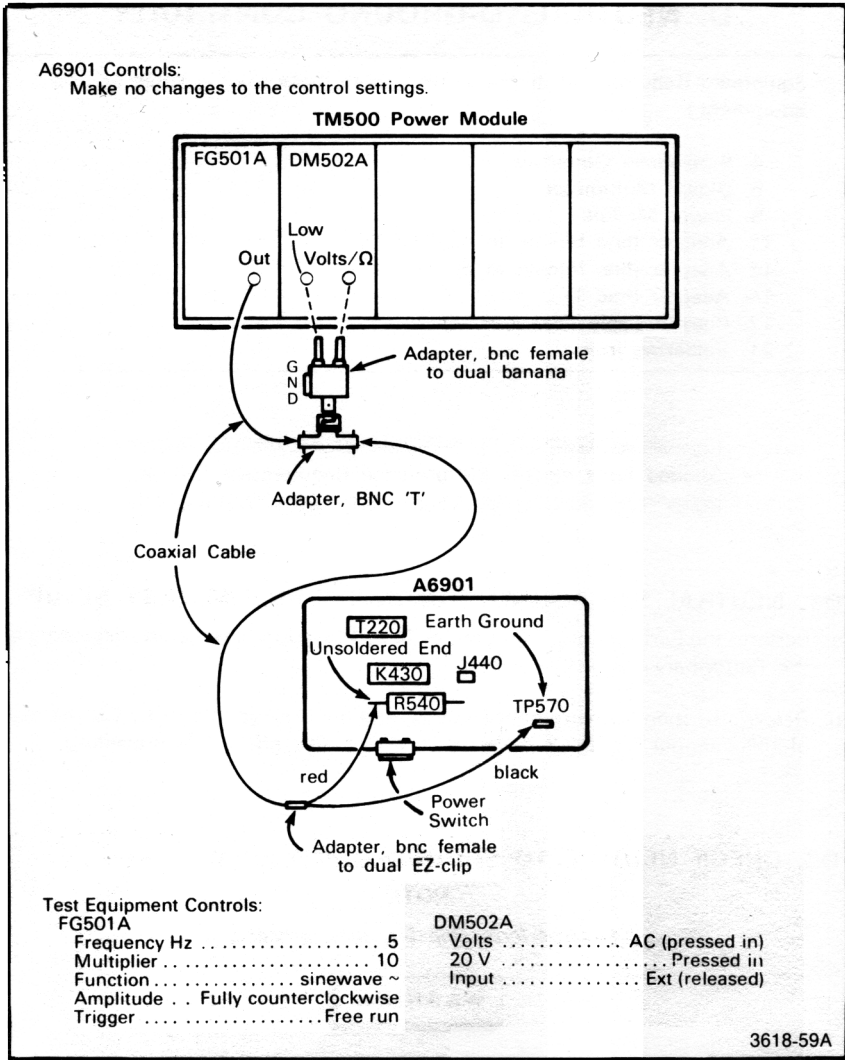 A6901 Controls:
Make no changes to the control settings.
TM500 Power Module
FG501A
DM502A
Low
Out
Volts/Ω
GND
Adapter, bnc female
to dual banana
Adapter, BNC 'T'
Coaxial Cable
A6901
T220
Earth Ground
Unsoldered End
J440
K430
R540
TP570
red
black
Power
Switch
Adapter, bnc female
to dual EZ-clip
Test Equipment Controls:
FG501A
Frequency Hz .................. 5
Multiplier ..................... 10
Function .............. sinewave ~
Amplitude .. Fully counterclockwise
Trigger .................. Free run
DM502A
Volts ............. AC (pressed in)
20 V ................. Pressed in
Input ................ Ext (released)
3618-59A